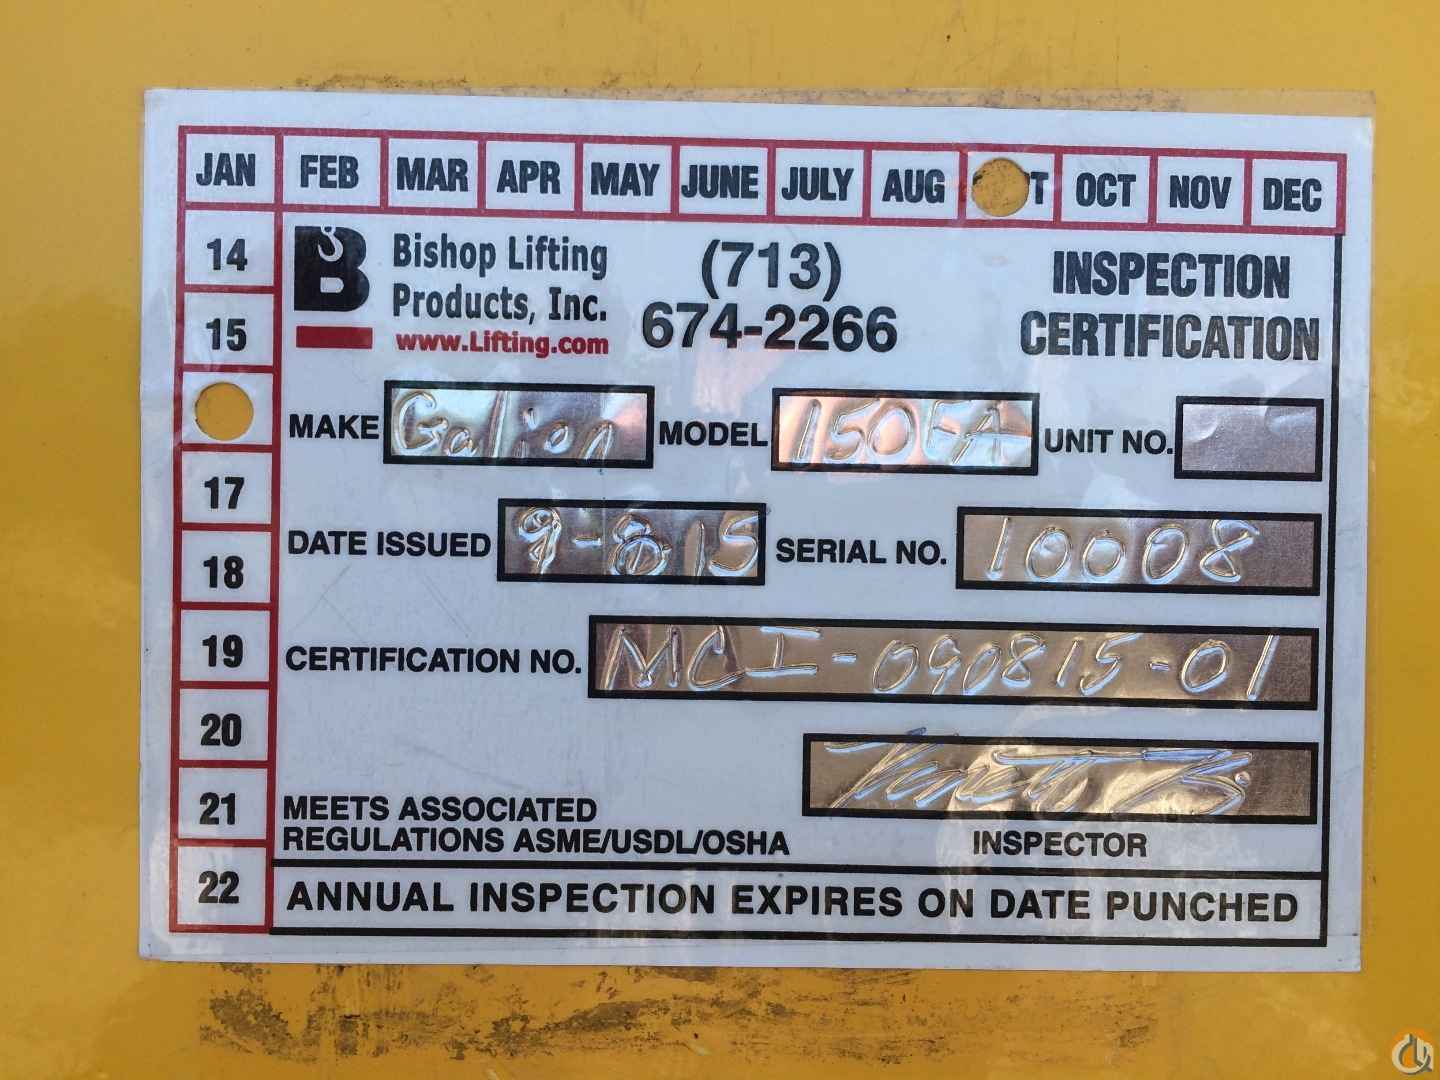 JAN FEB MAR APR MAY JUNE JULY AUG T OCT NOV DEC
14
15
17
18
19
20
21
22
B
Bishop Lifting
Products, Inc.
www.Lifting.com
(713)
674-2266
INSPECTION
CERTIFICATION
MAKE Galion MODEL 150FA UNIT NO.
DATE ISSUED 9-8-15 SERIAL NO. 10008
CERTIFICATION NO. MCI-090815-01
MEETS ASSOCIATED
REGULATIONS ASME/USDL/OSHA
INSPECTOR
ANNUAL INSPECTION EXPIRES ON DATE PUNCHED